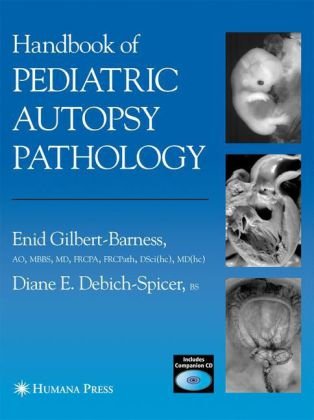 Handbook of
PEDIATRIC
AUTOPSY
PATHOLOGY
Enid Gilbert-Barness,
AO, MBBS, MD, FRCPA, FRCPath, DSci(hc), MD(hc)
Diane E. Debich-Spicer, BS
Includes
Companion CD
HUMANA PRESS